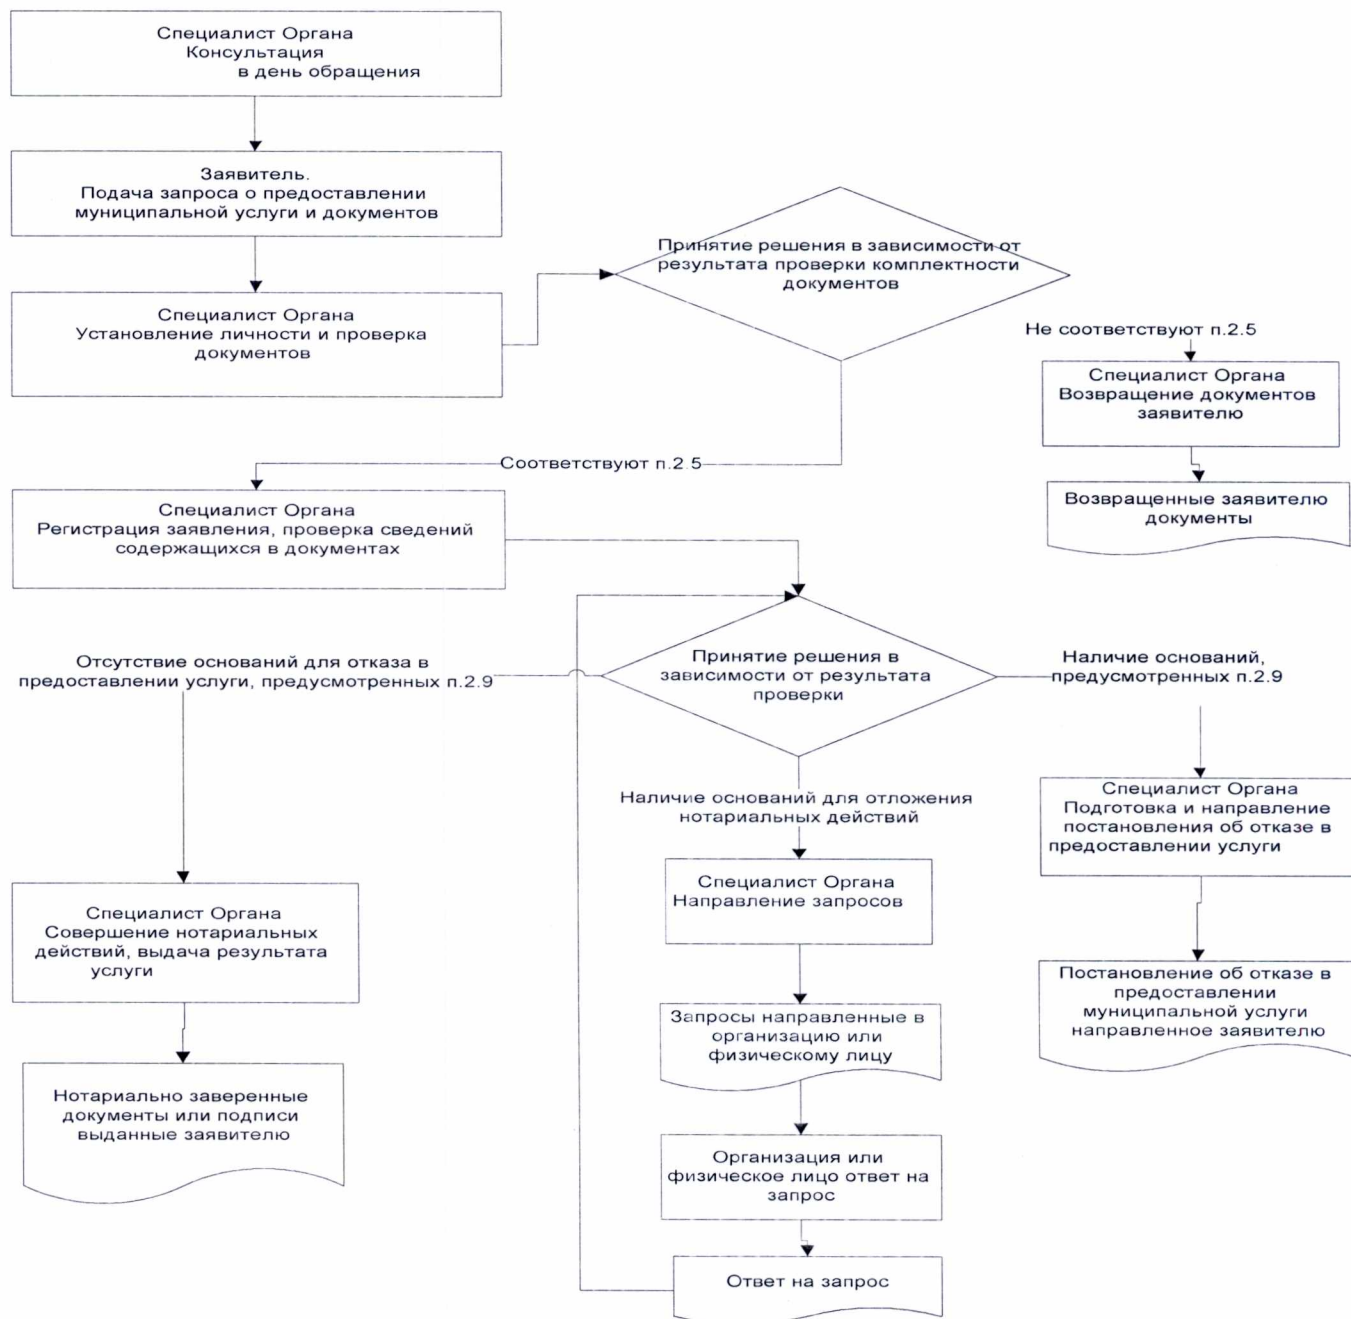 Специалист Органа
Консультация
в день обращения
Заявитель.
Подача запроса о предоставлении
муниципальной услуги и документов
Специалист Органа
Установление личности и проверка
документов
Принятие решения в зависимости от
результата проверки комплектности
документов
Не соответствуют п.2.5
Специалист Органа
Возвращение документов
заявителю
Возвращенные заявителю
документы
Соответствуют п.2.5
Специалист Органа
Регистрация заявления, проверка сведений
содержащихся в документах
Принятие решения в
зависимости от результата
проверки
Отсутствие оснований для отказа в
предоставлении услуги, предусмотренных п.2.9
Наличие оснований,
предусмотренных п.2.9
Наличие оснований для отложения
нотариальных действий
Специалист Органа
Подготовка и направление
постановления об отказе в
предоставлении услуги
Специалист Органа
Направление запросов
Специалист Органа
Совершение нотариальных
действий, выдача результата
услуги
Постановление об отказе в
предоставлении
муниципальной услуги
направленное заявителю
Запросы направленные в
организацию или
физическому лицу
Нотариально заверенные
документы или подписи
выданные заявителю
Организация или
физическое лицо ответ на
запрос
Ответ на запрос